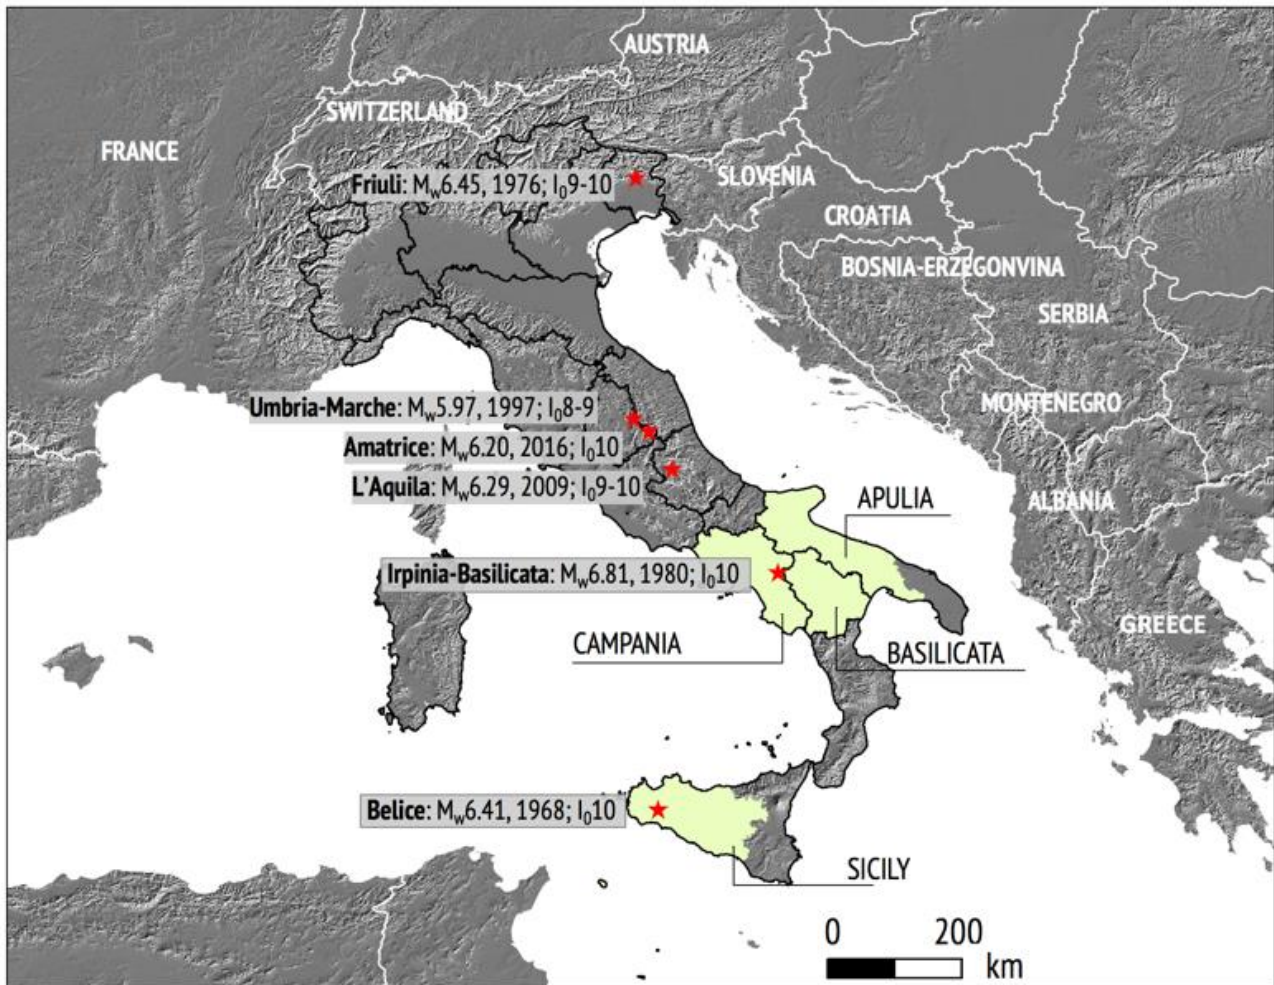 AUSTRIA
SWITZERLAND
FRANCE
SLOVENIA
Friuli: Mw6.45, 1976; I09-10
CROATIA
BOSNIA-ERZEGONVINA
SERBIA
Umbria-Marche: Mw5.97, 1997; I08-9
MONTENEGRO
Amatrice: Mw6.20, 2016; I010
L'Aquila: Mw6.29, 2009; I09-10
APULIA
ALBANIA
Irpinia-Basilicata: Mw6.81, 1980; I010
GREECE
CAMPANIA
BASILICATA
Belice: Mw6.41, 1968; I010
SICILY
0 200
km